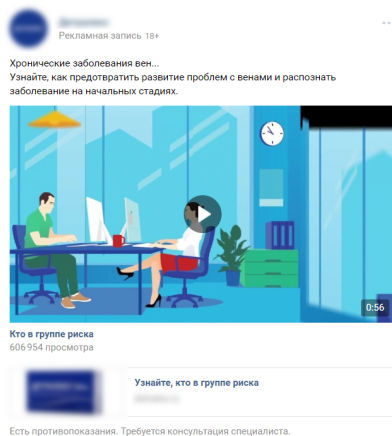 Рекламная запись 18+
Хронические заболевания вен...
Узнайте, как предотвратить развитие проблем с венами и распознать
заболевание на начальных стадиях.
0:56
Кто в группе риска
606 954 просмотра
Узнайте, кто в группе риска
Есть противопоказания. Требуется консультация специалиста.